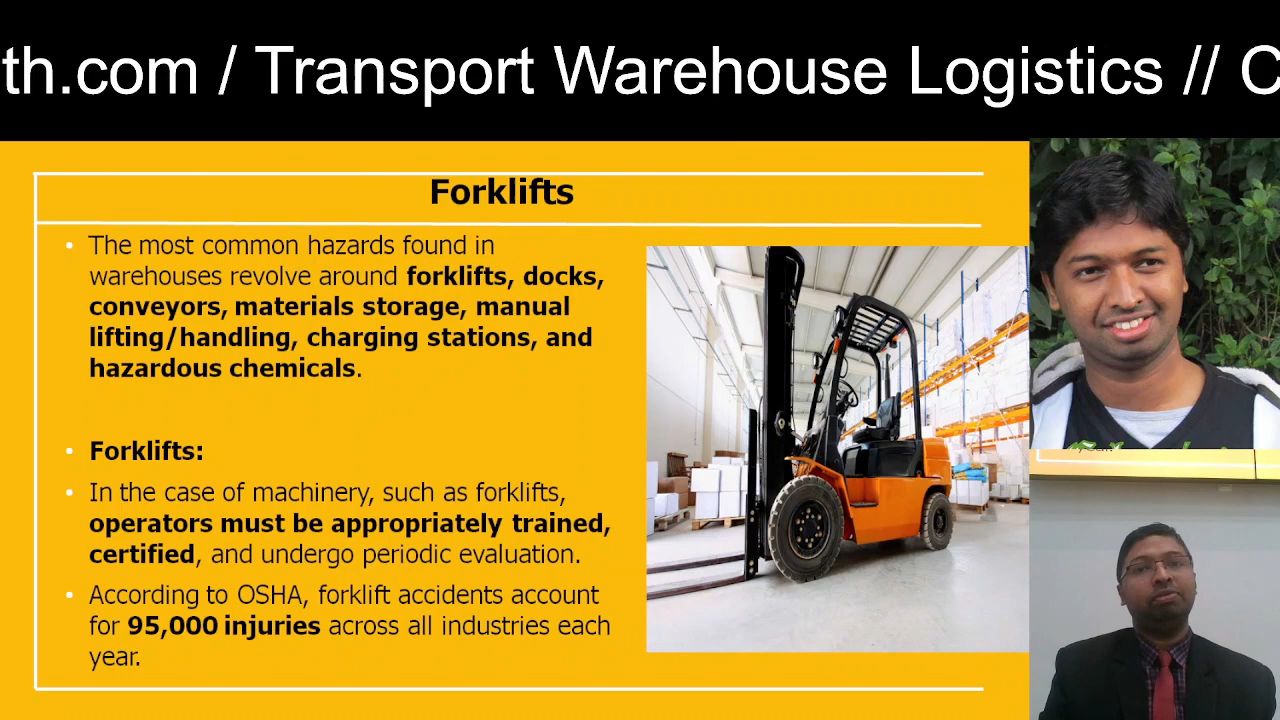 th.com / Transport Warehouse Logistics // C
Forklifts
• The most common hazards found in
warehouses revolve around forklifts, docks,
conveyors, materials storage, manual
lifting/handling, charging stations, and
hazardous chemicals.
• Forklifts:
• In the case of machinery, such as forklifts,
operators must be appropriately trained,
certified, and undergo periodic evaluation.
• According to OSHA, forklift accidents account
for 95,000 injuries across all industries each
year.